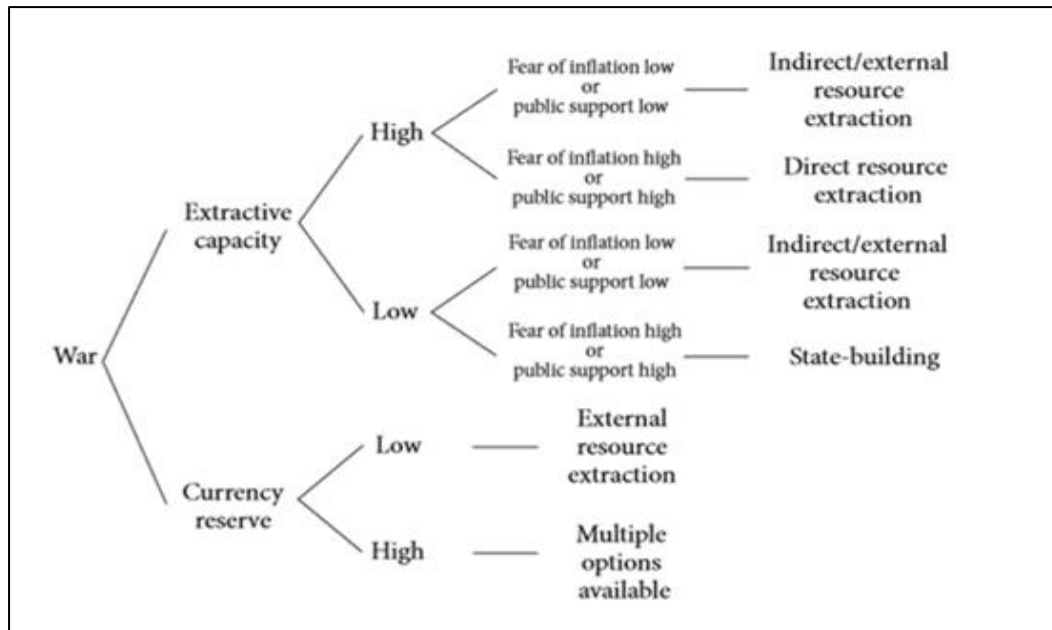 Fear of inflation low
or
public support low
Indirect/external
resource
extraction
High
Fear of inflation high
or
public support high
Direct resource
extraction
Extractive
capacity
Fear of inflation low
or
public support low
Indirect/external
resource
extraction
Low
Fear of inflation high
or
public support high
State-building
War
Low
External
resource
extraction
Currency
reserve
High
Multiple
options
available